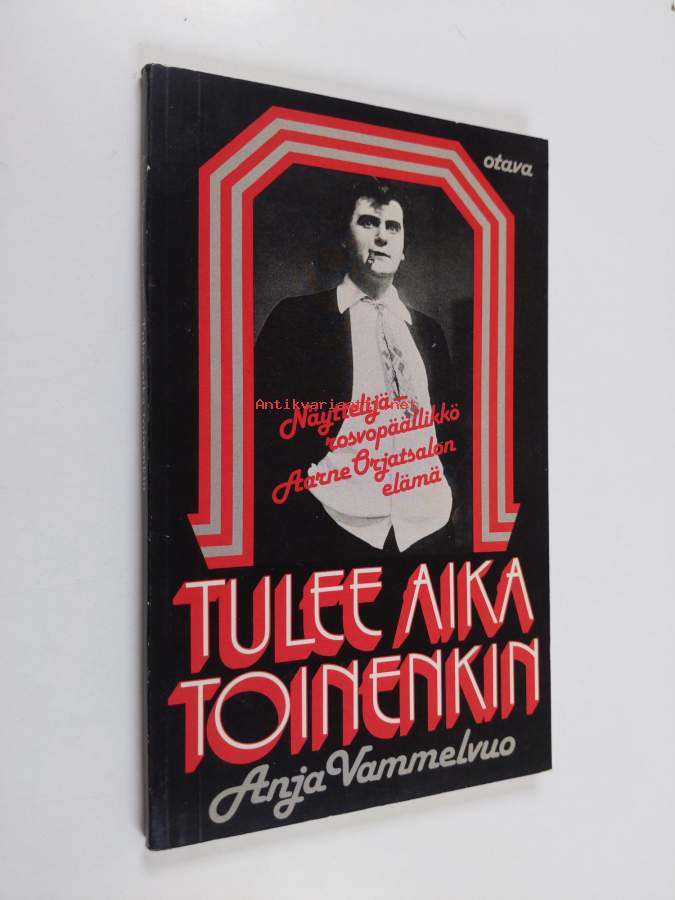 otava
Näyttelijä–
rosvopäällikkö
Aarne Orjatsalon
elämä
TULEE AIKA
TOINENKIN
Anja Vammelvuo